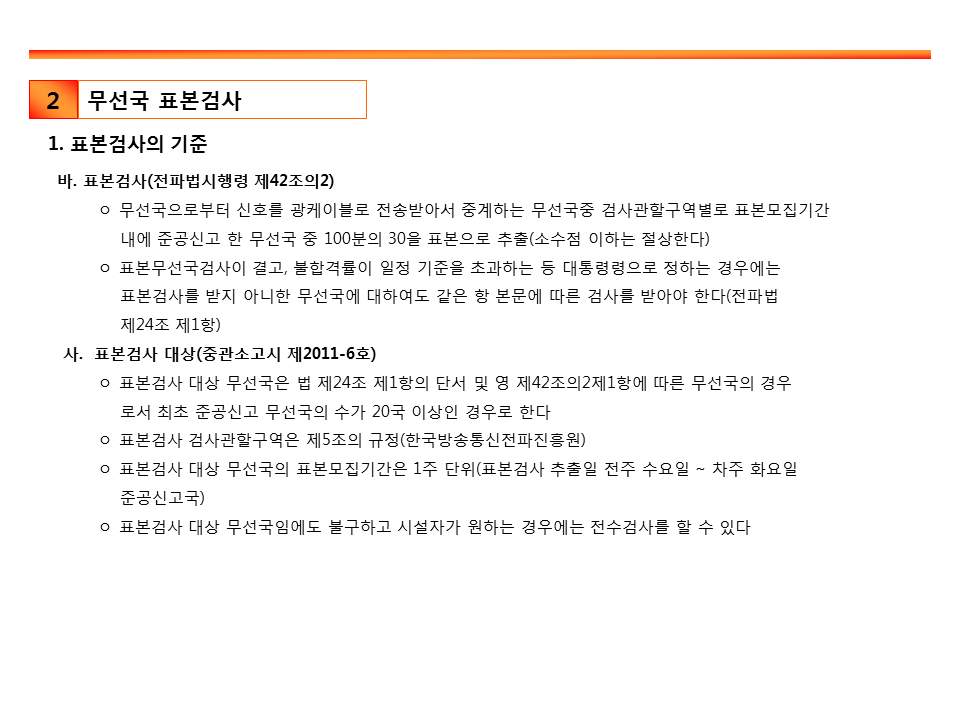 2 무선국 표본검사
1. 표본검사의 기준
바. 표본검사(전파법시행령 제42조의2)
○ 무선국으로부터 신호를 광케이블로 전송받아서 중계하는 무선국중 검사관할구역별로 표본모집기간
내에 준공신고 한 무선국 중 100분의 30을 표본으로 추출(소수점 이하는 절상한다)
○ 표본무선국검사이 결고, 불합격률이 일정 기준을 초과하는 등 대통령령으로 정하는 경우에는
표본검사를 받지 아니한 무선국에 대하여도 같은 항 본문에 따른 검사를 받아야 한다(전파법
제24조 제1항)
사. 표본검사 대상(중관소고시 제2011-6호)
○ 표본검사 대상 무선국은 법 제24조 제1항의 단서 및 영 제42조의2제1항에 따른 무선국의 경우
로서 최초 준공신고 무선국의 수가 20국 이상인 경우로 한다
○ 표본검사 검사관할구역은 제5조의 규정(한국방송통신전파진흥원)
○ 표본검사 대상 무선국의 표본모집기간은 1주 단위(표본검사 추출일 전주 수요일 ~ 차주 화요일
준공신고국)
○ 표본검사 대상 무선국임에도 불구하고 시설자가 원하는 경우에는 전수검사를 할 수 있다